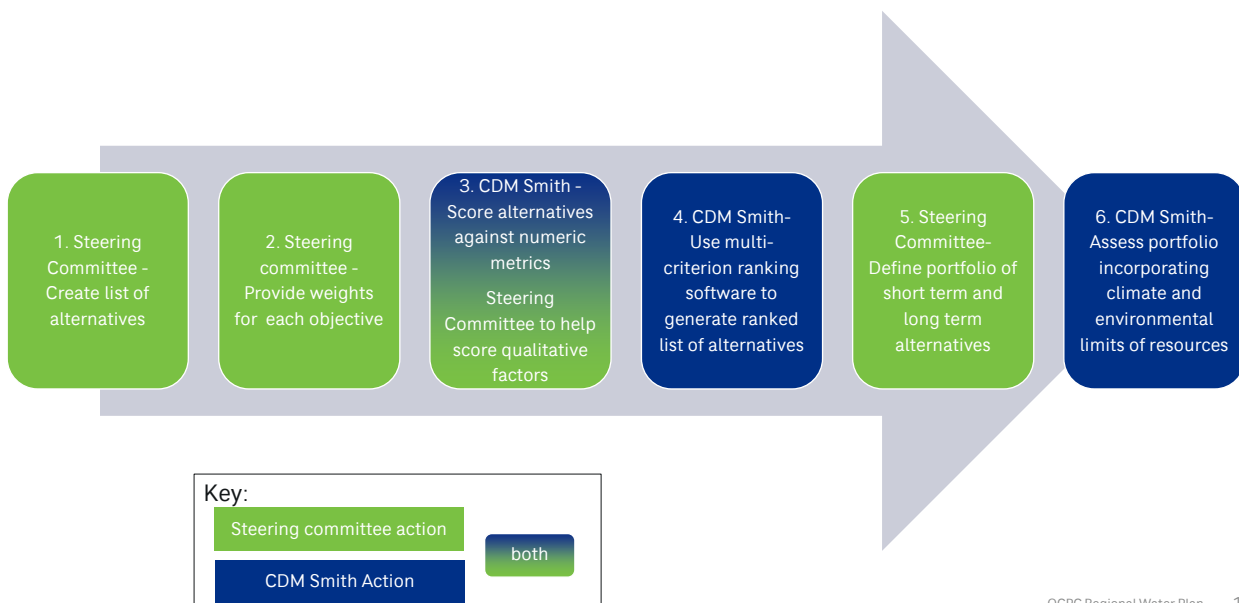 1. Steering
Committee -
Create list of
alternatives
2. Steering
committee -
Provide weights
for each objective
3. CDM Smith -
Score alternatives
against numeric
metrics
Steering
Committee to help
score qualitative
factors
4. CDM Smith-
Use multi-
criterion ranking
software to
generate ranked
list of alternatives
5. Steering
Committee-
Define portfolio of
short term and
long term
alternatives
6. CDM Smith-
Assess portfolio
incorporating
climate and
environmental
limits of resources
Key:
Steering committee action
both
CDM Smith Action
Regional Water Plan